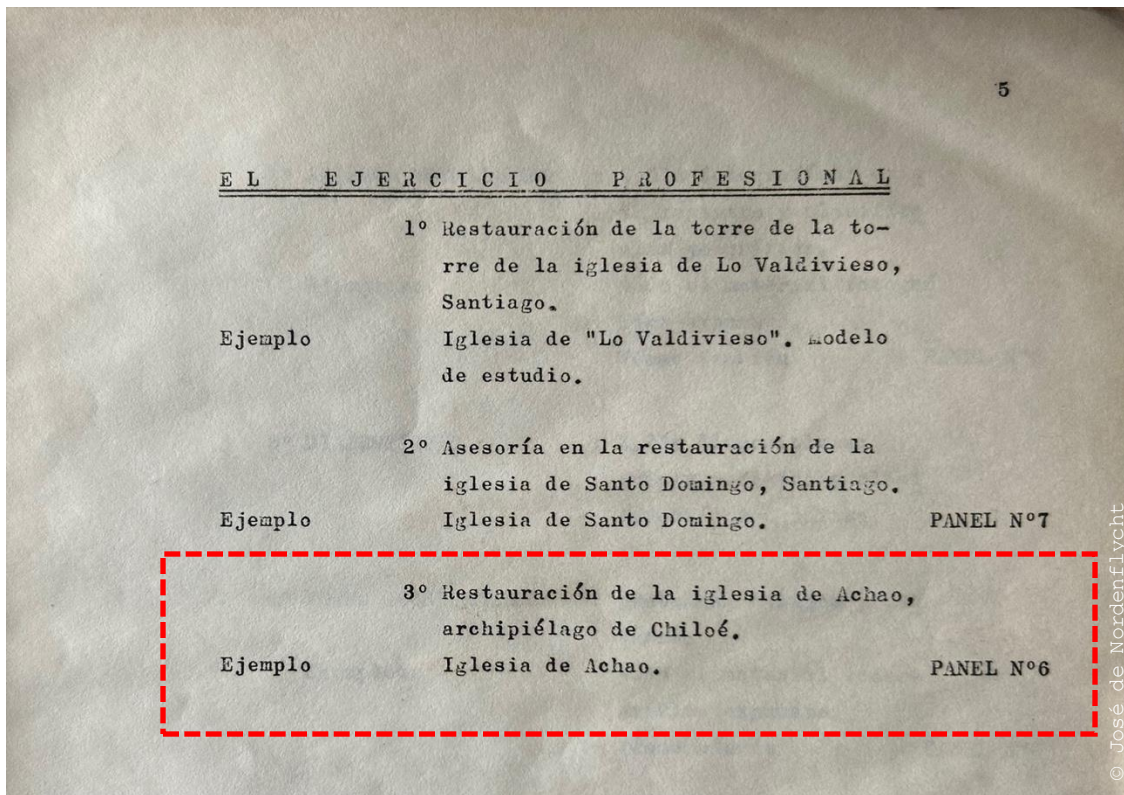 5
EL EJERCICIO PROFESIONAL
1º Restauración de la torre de la to-
rre de la iglesia de Lo Valdivieso,
Santiago.
Ejemplo Iglesia de "Lo Valdivieso". modelo
de estudio.
2º Asesoría en la restauración de la
iglesia de Santo Domingo, Santiago.
Ejemplo Iglesia de Santo Domingo. PANEL Nº7
3º Restauración de la iglesia de Achao,
archipiélago de Chiloé.
Ejemplo Iglesia de Achao. PANEL Nº6
© José de Nordenflycht